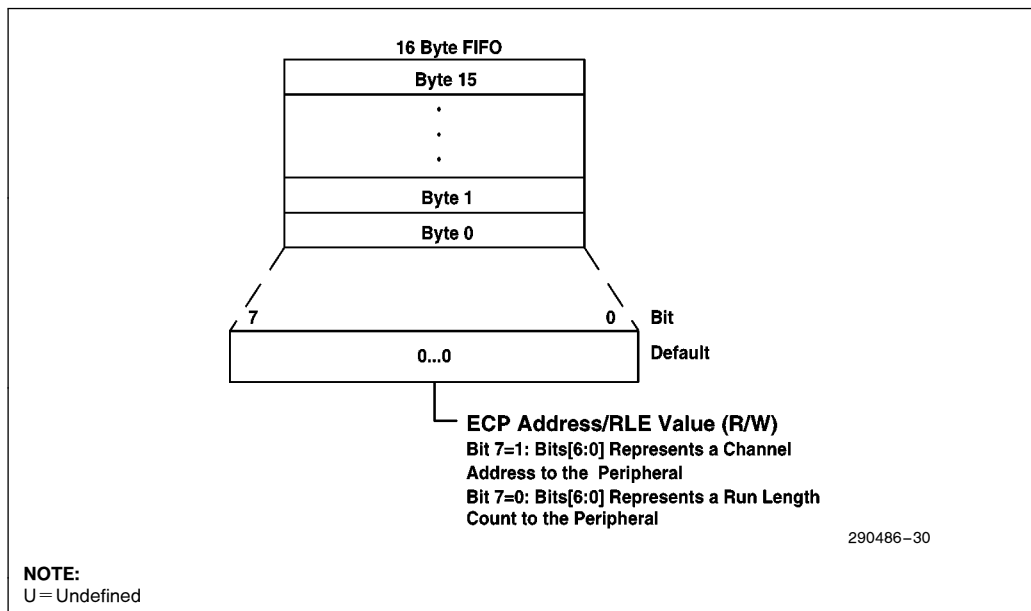 16 Byte FIFO
Byte 15
.
.
.
Byte 1
Byte 0
7 0 Bit
0...0 Default
ECP Address/RLE Value (R/W)
Bit 7=1: Bits[6:0] Represents a Channel
Address to the Peripheral
Bit 7=0: Bits[6:0] Represents a Run Length
Count to the Peripheral
290486–30
NOTE:
U=Undefined